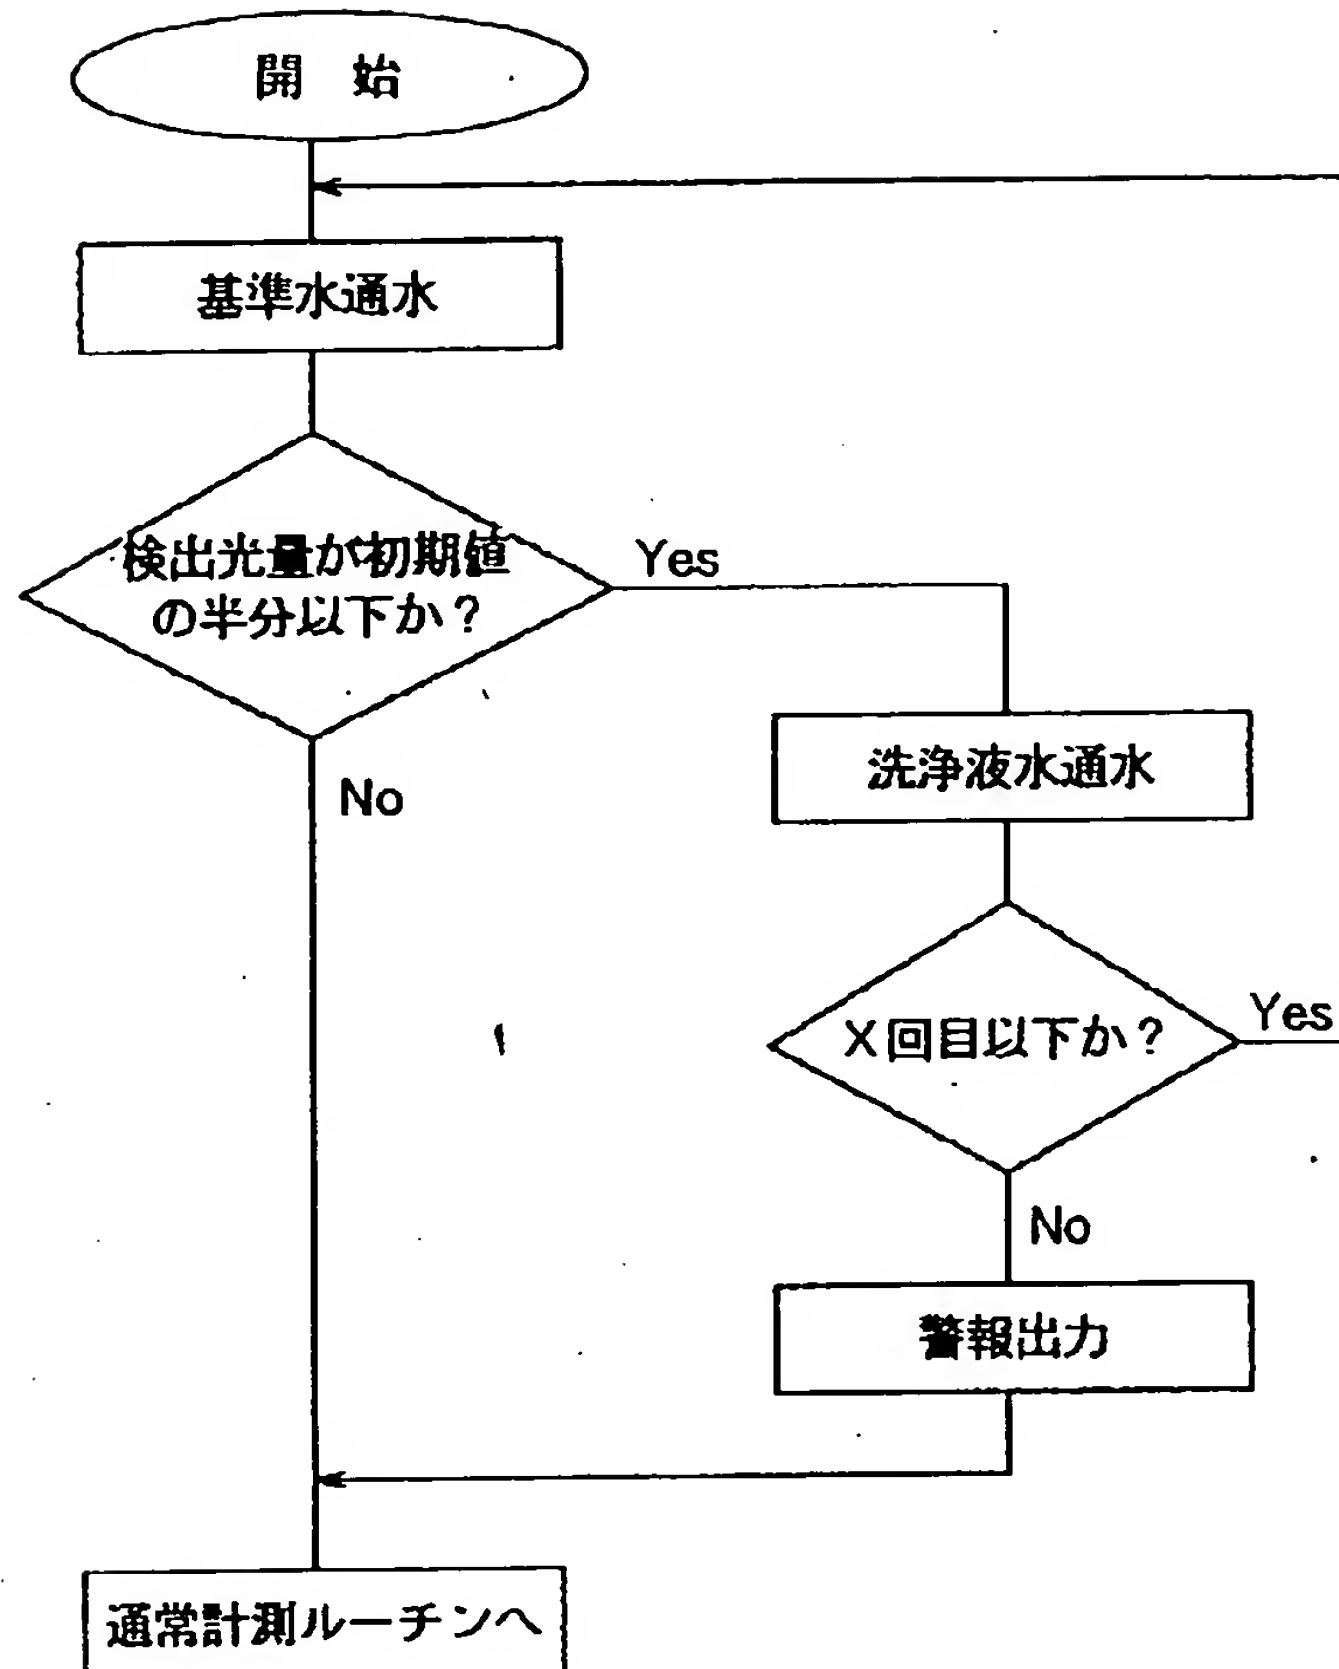 開 始
基準水通水
検出光量が初期値
の半分以下か?
Yes
No
洗浄液水通水
X回目以下か?
Yes
No
警報出力
通常計測ルーチンへ